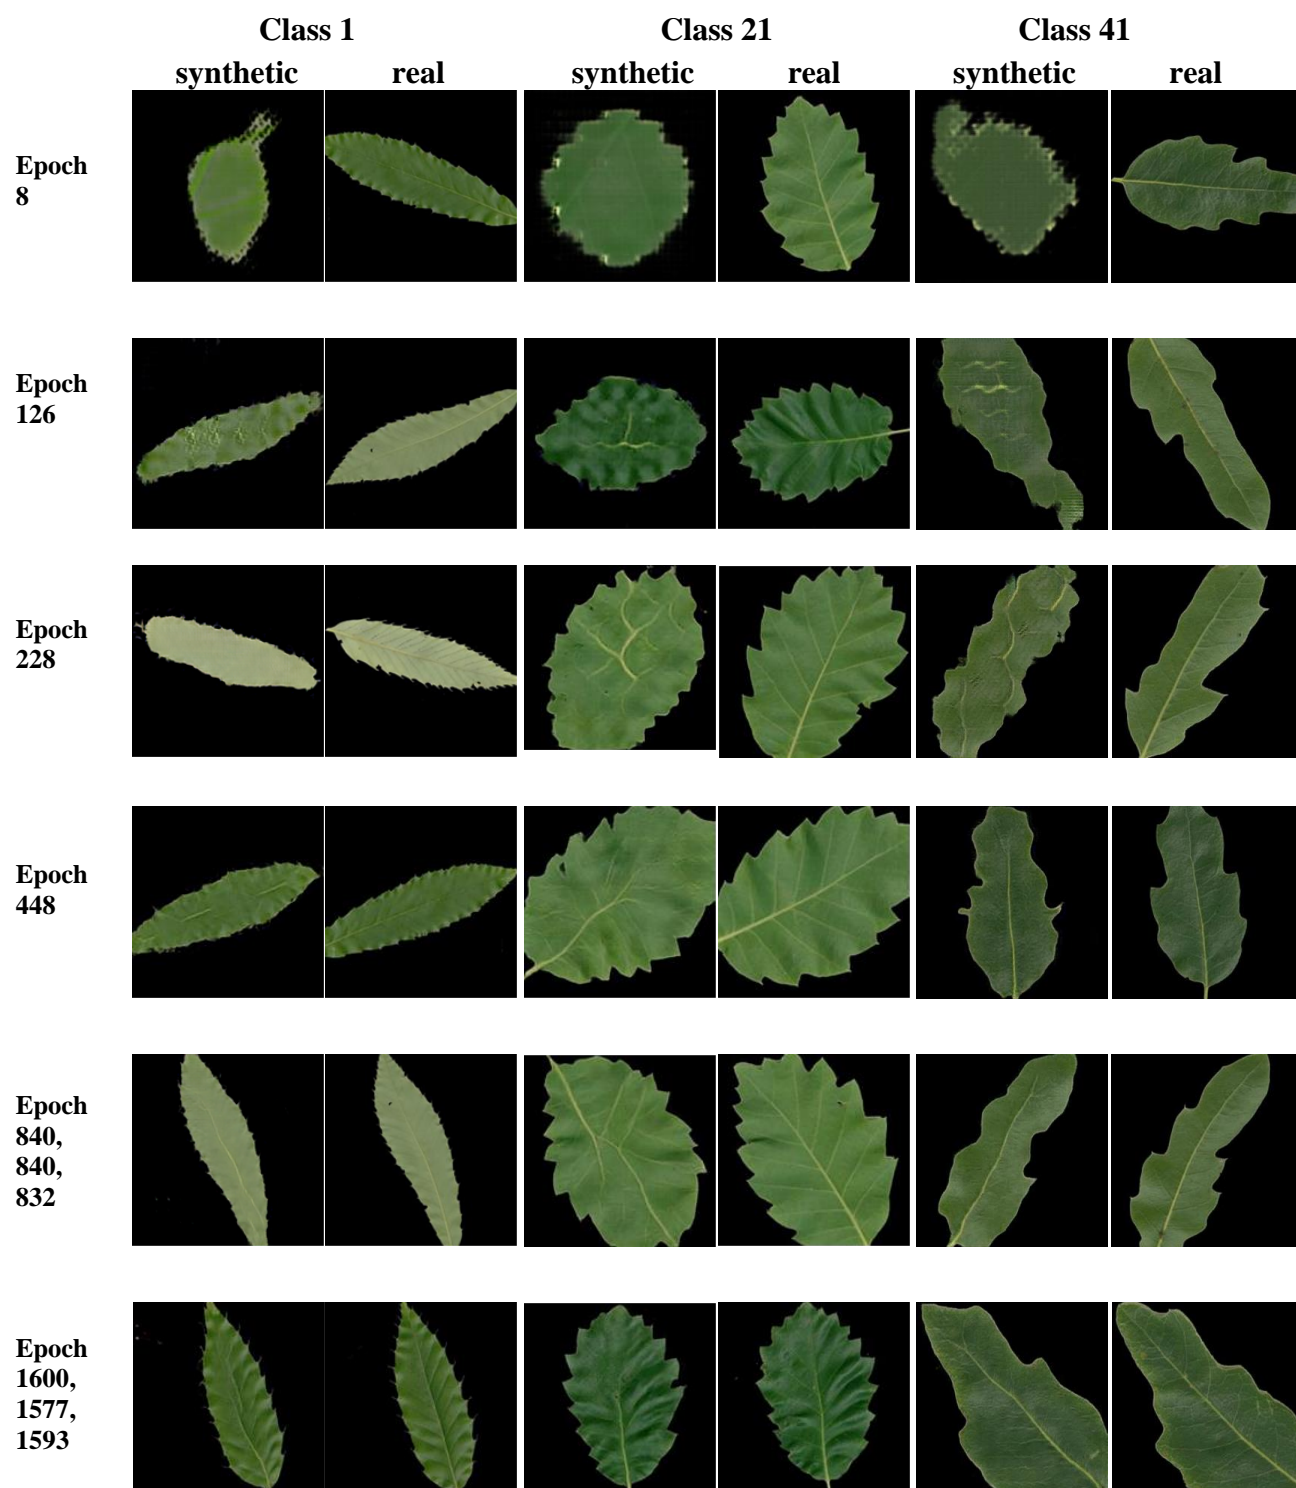 Class 1 Class 21 Class 41
synthetic real synthetic real synthetic real
Epoch
8
Epoch
126
Epoch
228
Epoch
448
Epoch
840,
840,
832
Epoch
1600,
1577,
1593